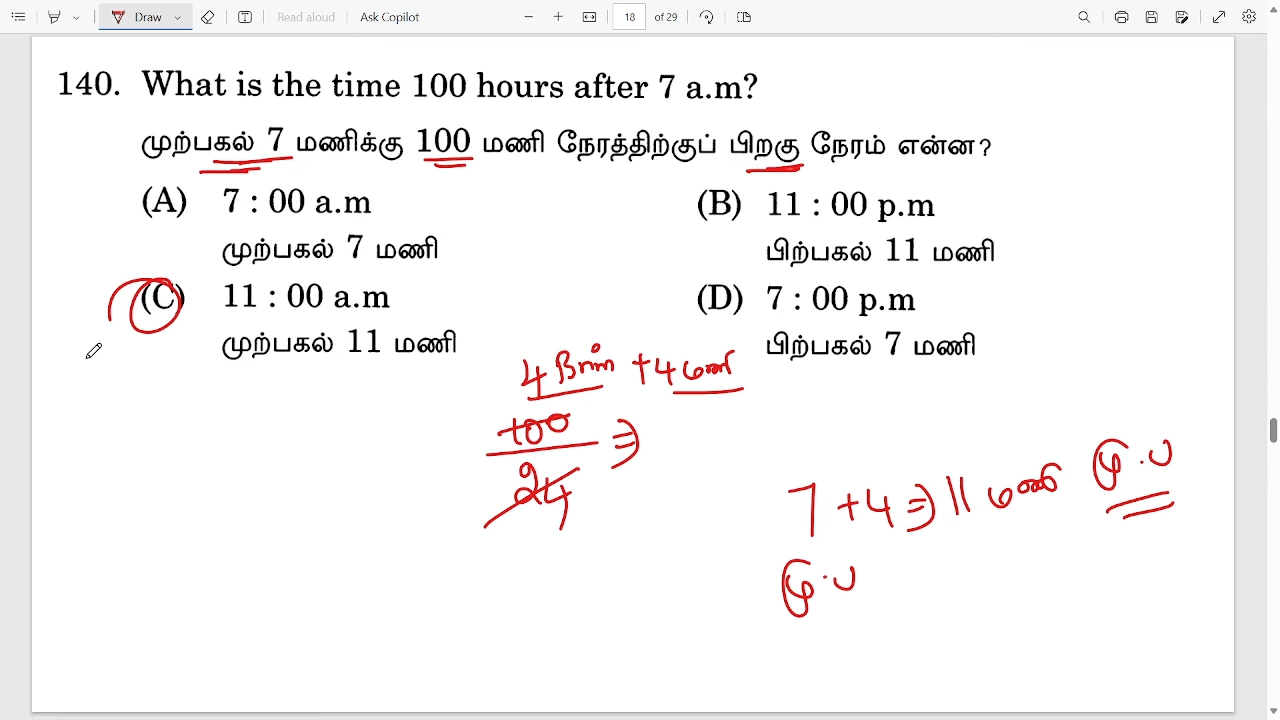 Draw Read aloud Ask Copilot 18 of 29
140. What is the time 100 hours after 7 a.m?
முற்பகல் 7 மணிக்கு 100 மணி நேரத்திற்குப் பிறகு நேரம் என்ன?
(A) 7 : 00 a.m (B) 11 : 00 p.m
முற்பகல் 7 மணி பிற்பகல் 11 மணி
(C) 11 : 00 a.m (D) 7 : 00 p.m
முற்பகல் 11 மணி பிற்பகல் 7 மணி
4 நாள் + 4 மணி
100
24 ⇒
7 + 4 ⇒ 11 மணி மு.ப
மு.ப